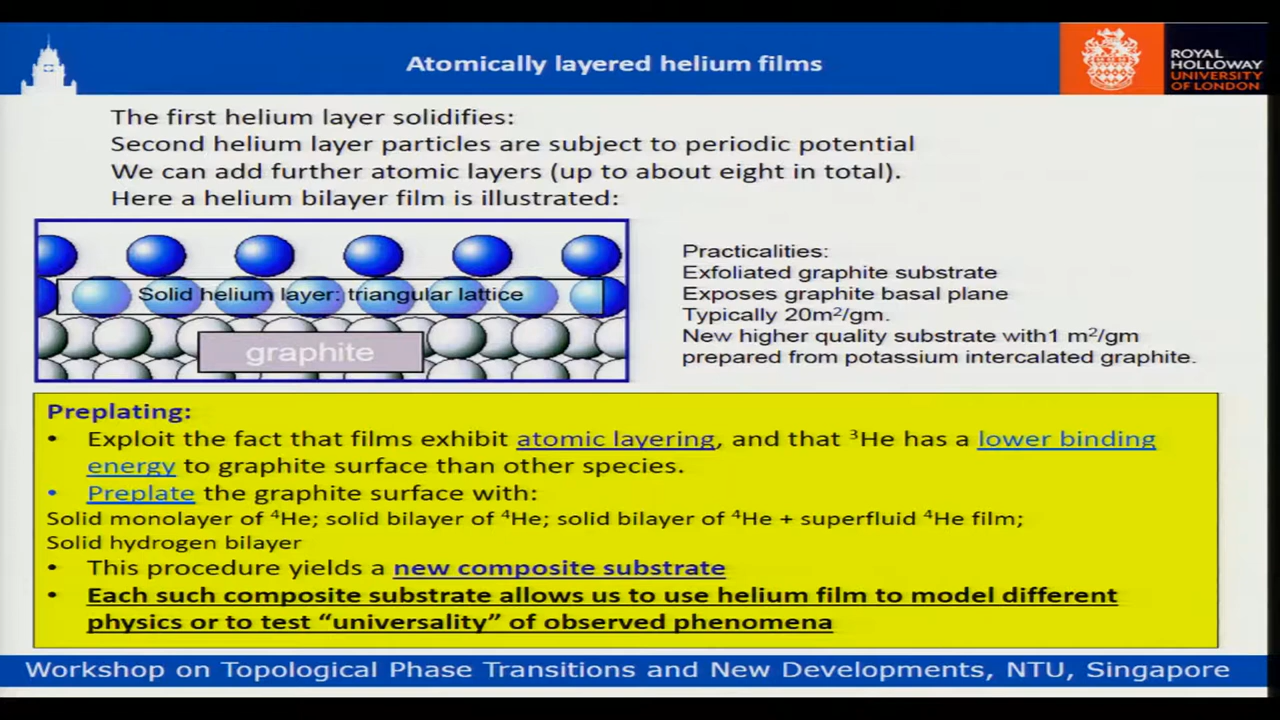 Atomically layered helium films
ROYAL
HOLLOWAY
UNIVERSITY
OF LONDON
The first helium layer solidifies:
Second helium layer particles are subject to periodic potential
We can add further atomic layers (up to about eight in total).
Here a helium bilayer film is illustrated:
Solid helium layer: triangular lattice
graphite
Practicalities:
Exfoliated graphite substrate
Exposes graphite basal plane
Typically 20m²/gm.
New higher quality substrate with1 m²/gm
prepared from potassium intercalated graphite.
Preplating:
• Exploit the fact that films exhibit atomic layering, and that ³He has a lower binding
energy to graphite surface than other species.
• Preplate the graphite surface with:
Solid monolayer of ⁴He; solid bilayer of ⁴He; solid bilayer of ⁴He + superfluid ⁴He film;
Solid hydrogen bilayer
• This procedure yields a new composite substrate
• Each such composite substrate allows us to use helium film to model different
physics or to test “universality” of observed phenomena
Workshop on Topological Phase Transitions and New Developments, NTU, Singapore